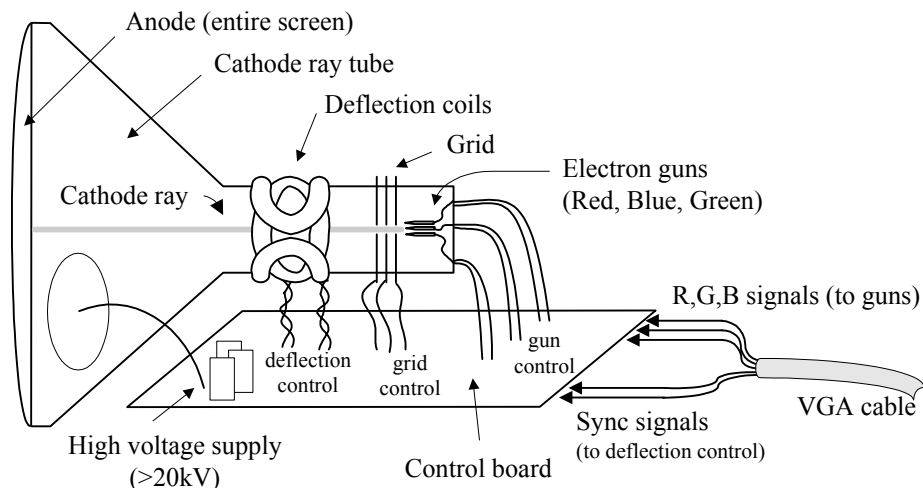 Anode (entire screen)
Cathode ray tube
Deflection coils
Grid
Electron guns
(Red, Blue, Green)
Cathode ray
R,G,B signals (to guns)
deflection
control
grid
control
gun
control
VGA cable
High voltage supply
(>20kV)
Control board
Sync signals
(to deflection control)